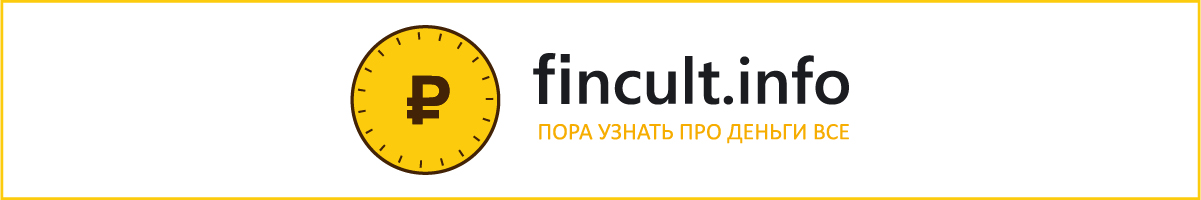 ₽
fincult.info
ПОРА УЗНАТЬ ПРО ДЕНЬГИ ВСЕ